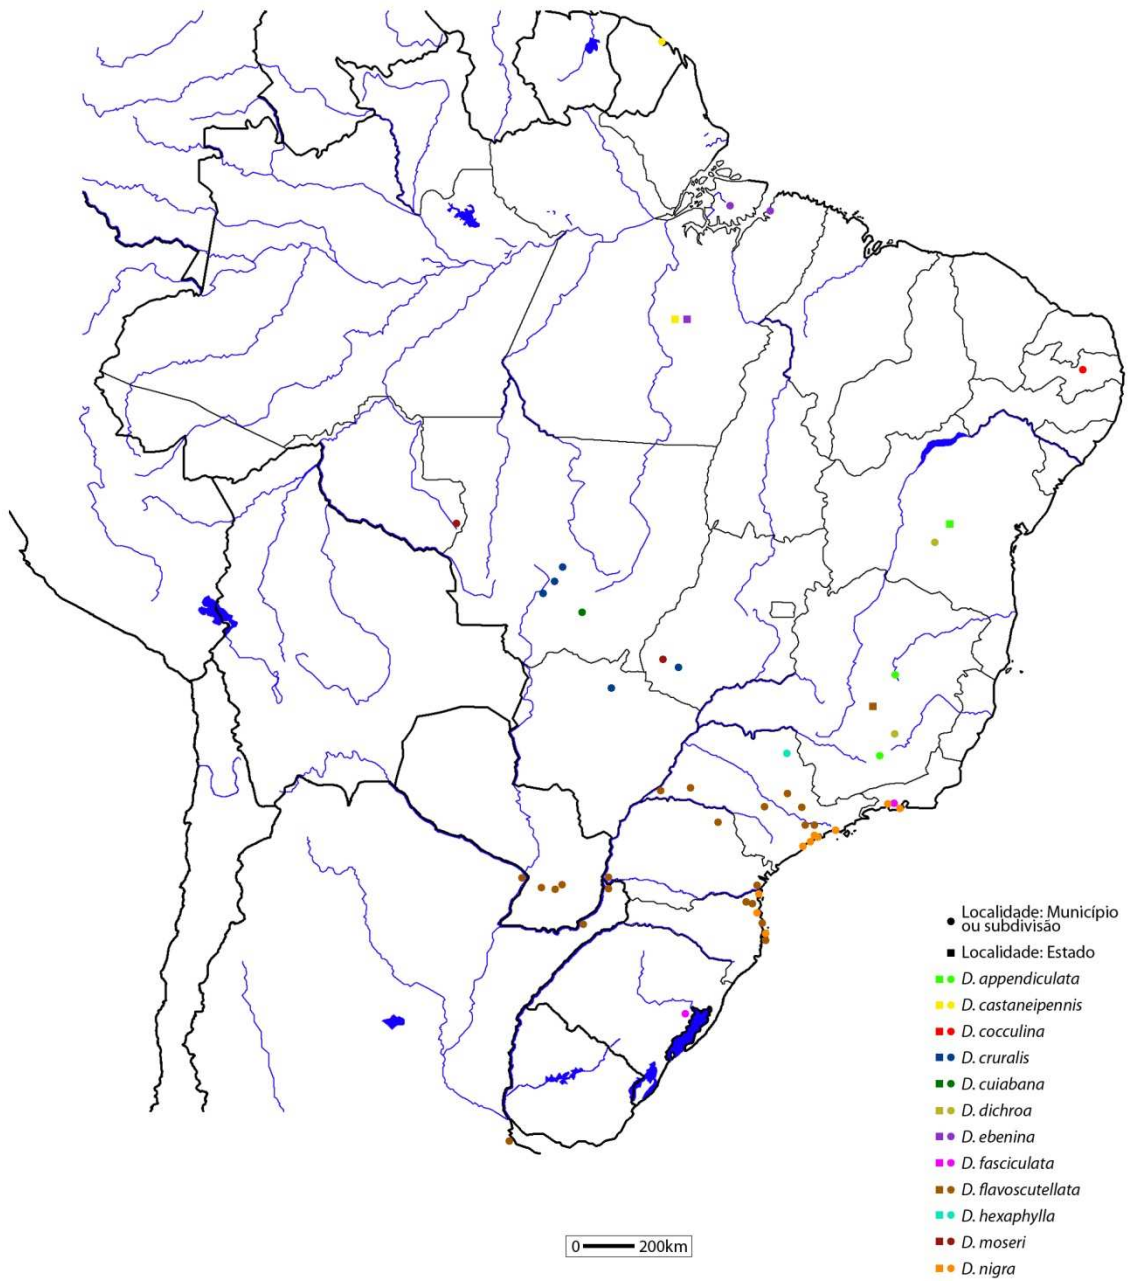 Localidade: Município
ou subdivisão
Localidade: Estado
D. appendiculata
D. castaneipennis
D. cocculina
D. cruralis
D. cuiabana
D. dichroa
D. ebenina
D. fasciculata
D. flavoscutellata
D. hexaphylla
D. moseri
D. nigra
0 200km